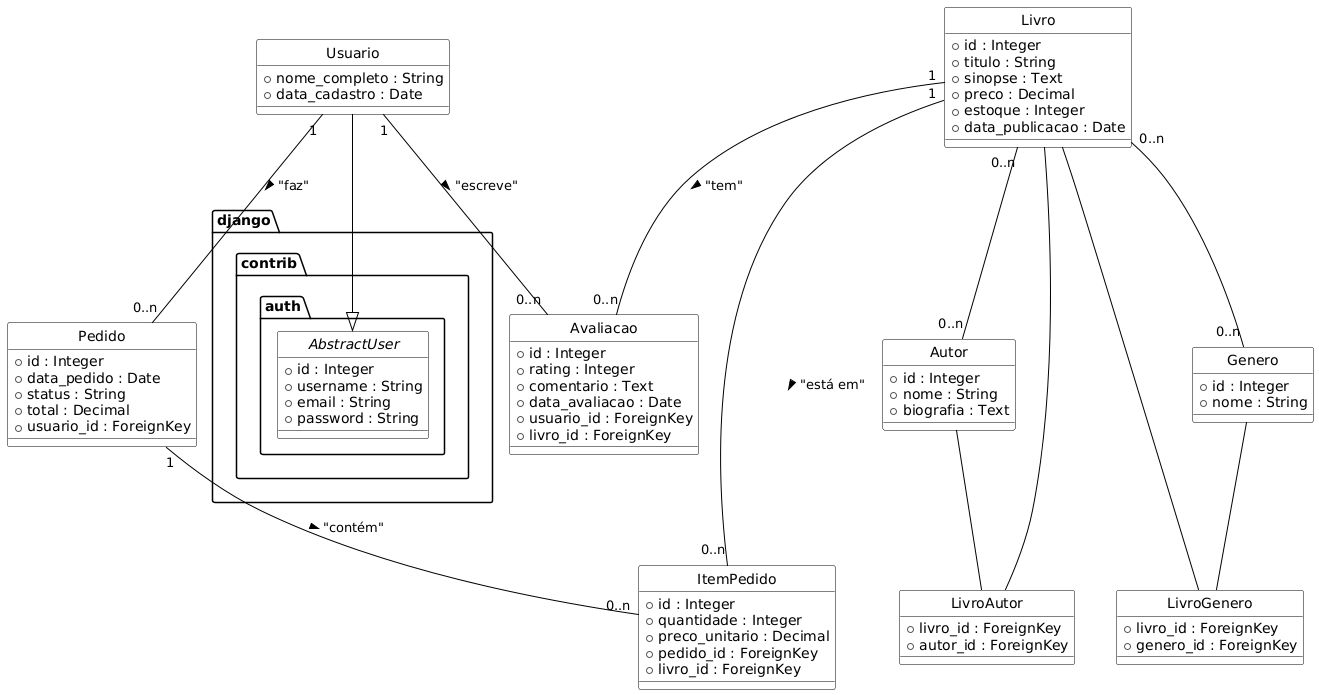 Livro
id : Integer
titulo : String
sinopse : Text
preco : Decimal
estoque : Integer
data_publicacao : Date
Usuario
nome_completo : String
data_cadastro : Date
1
1
1
1
0..n
0..n
"faz"
"escreve"
"tem"
django
contrib
auth
AbstractUser
id : Integer
username : String
email : String
password : String
0..n
0..n
0..n
0..n
0..n
Pedido
id : Integer
data_pedido : Date
status : String
total : Decimal
usuario_id : ForeignKey
Avaliacao
id : Integer
rating : Integer
comentario : Text
data_avaliacao : Date
usuario_id : ForeignKey
livro_id : ForeignKey
"está em"
Autor
id : Integer
nome : String
biografia : Text
Genero
id : Integer
nome : String
1
"contém"
0..n
0..n
ItemPedido
id : Integer
quantidade : Integer
preco_unitario : Decimal
pedido_id : ForeignKey
livro_id : ForeignKey
LivroAutor
livro_id : ForeignKey
autor_id : ForeignKey
LivroGenero
livro_id : ForeignKey
genero_id : ForeignKey